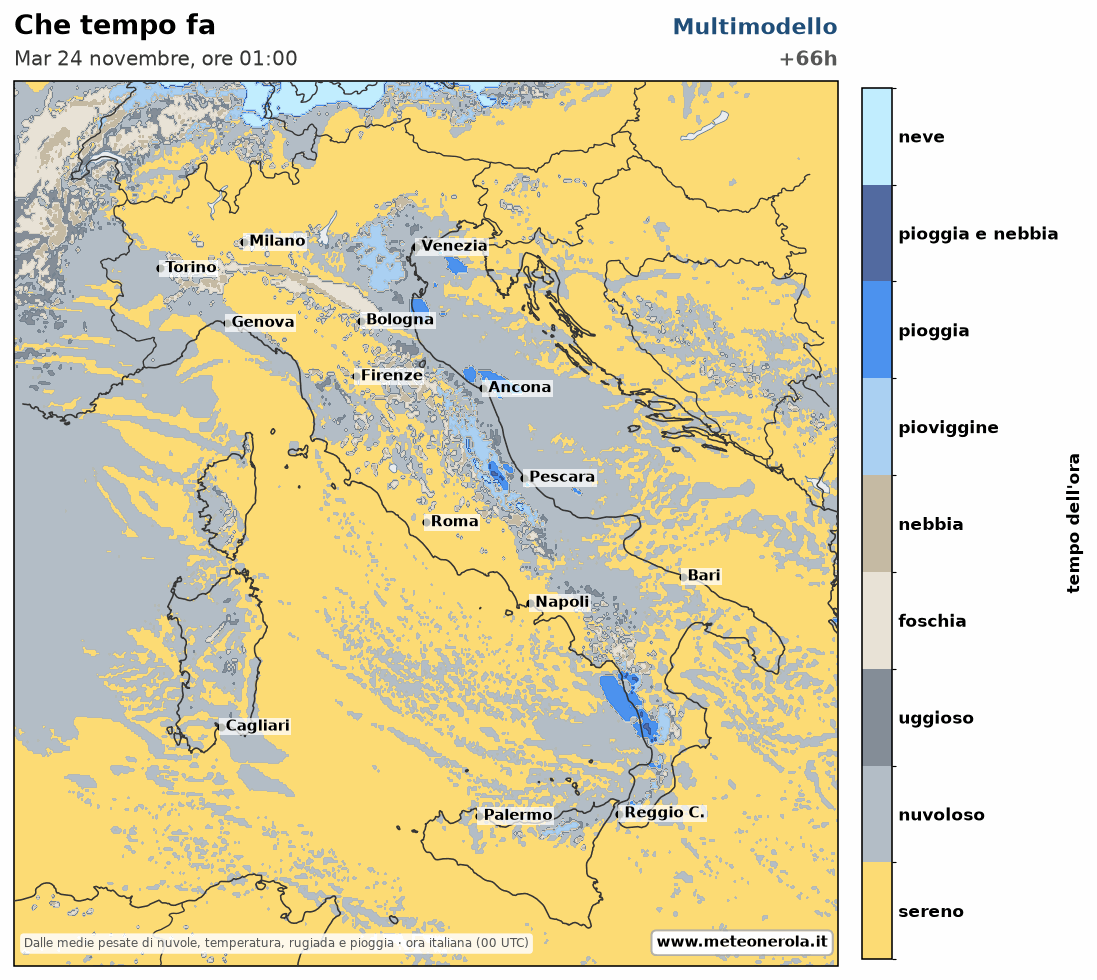 Che tempo fa
Multimodello
Mar 24 novembre, ore 01:00
+66h
Milano
Venezia
Torino
Genova
Bologna
Firenze
Ancona
Pescara
Roma
Bari
Napoli
Cagliari
Palermo
Reggio C.
Dalle medie pesate di nuvole, temperatura, rugiada e pioggia · ora italiana (00 UTC)
www.meteonerola.it
neve
pioggia e nebbia
pioggia
pioviggine
nebbia
foschia
uggioso
nuvoloso
sereno
tempo dell'ora